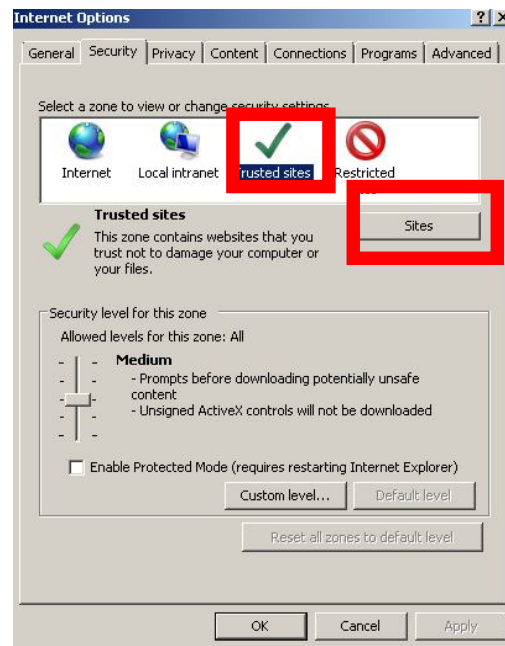 Internet Options
General Security Privacy Content Connections Programs Advanced
Select a zone to view or change security settings.
Internet Local intranet Trusted sites Restricted
Trusted sites
Sites
This zone contains websites that you
trust not to damage your computer or
your files.
Security level for this zone
Allowed levels for this zone: All
Medium
- Prompts before downloading potentially unsafe
content
- Unsigned ActiveX controls will not be downloaded
Enable Protected Mode (requires restarting Internet Explorer)
Custom level... Default level
Reset all zones to default level
OK Cancel Apply